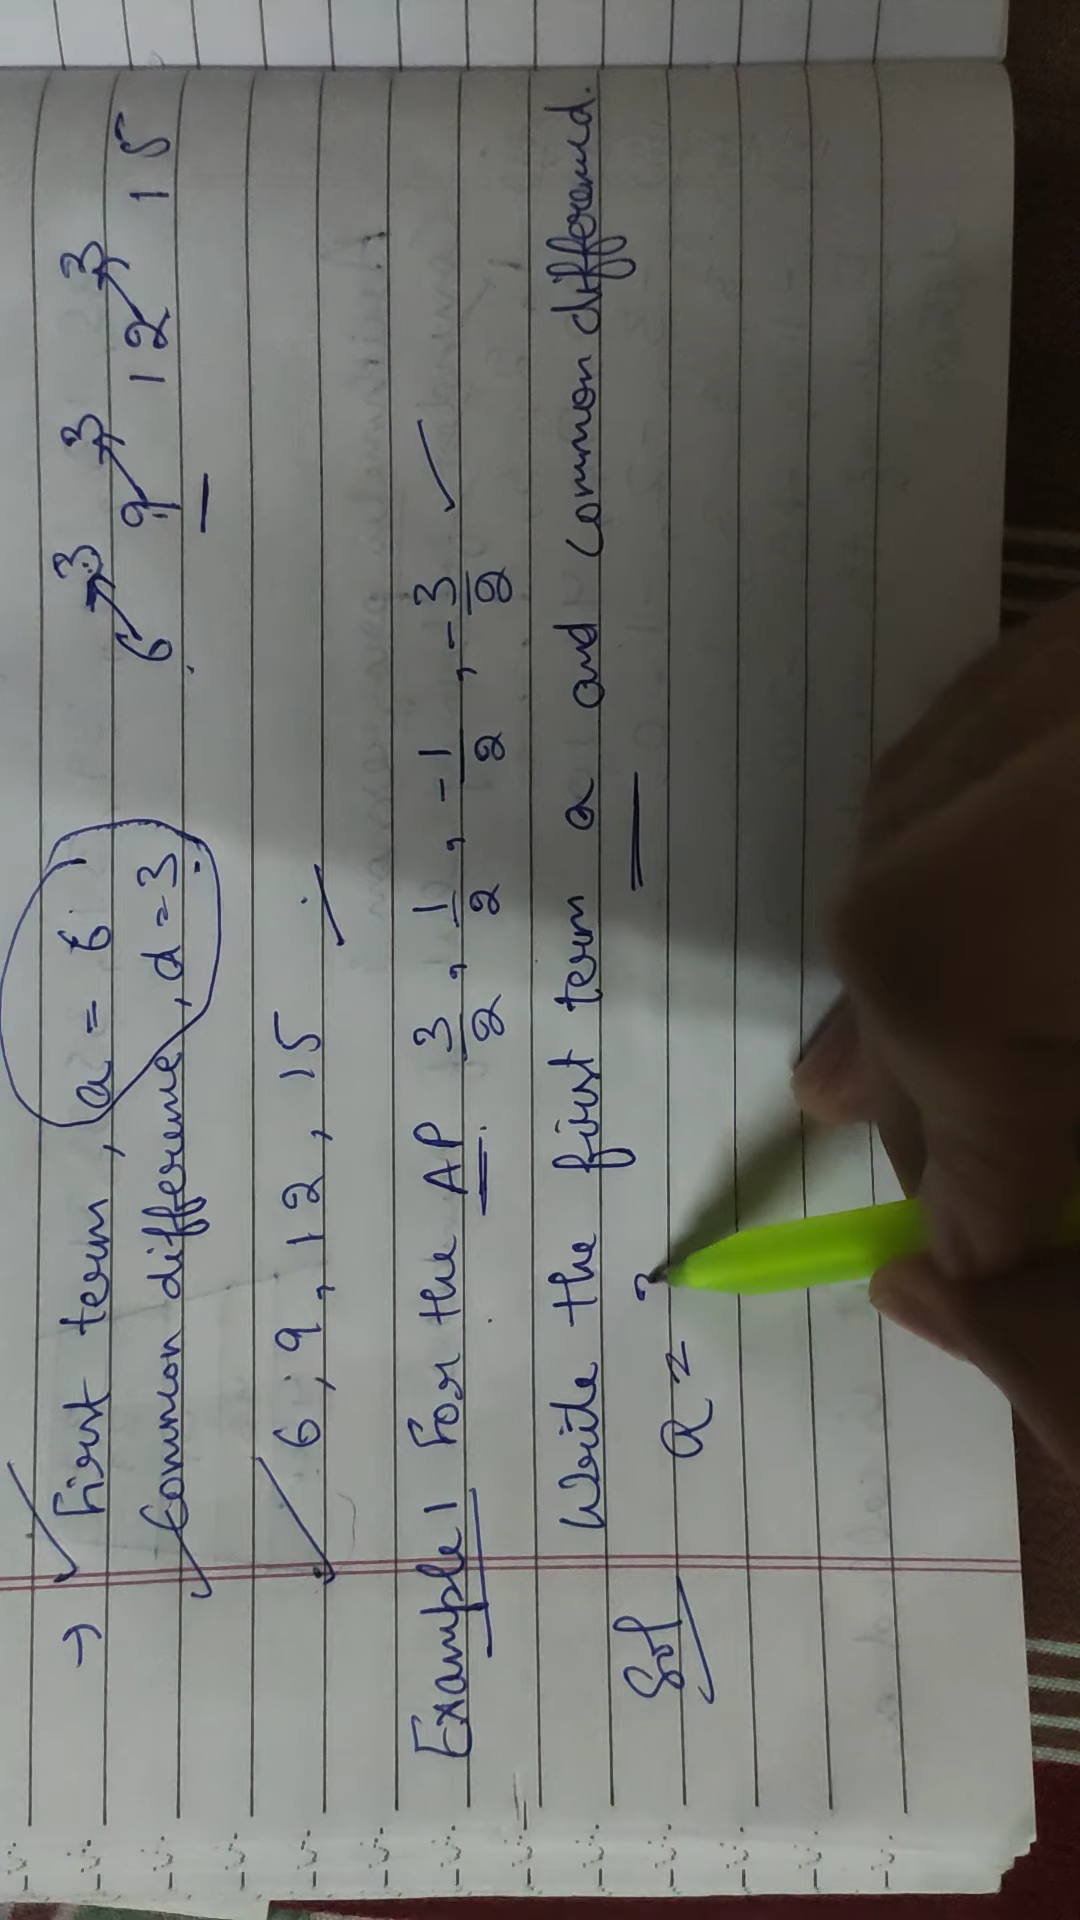 → First term, a = 6
Common difference, d = 3
6 3 9 3 12 3 15
6, 9, 12, 15
Example 1 For the AP 3/2, 1/2, -1/2, -3/2
Write the first term a and common differend.
Sol a =